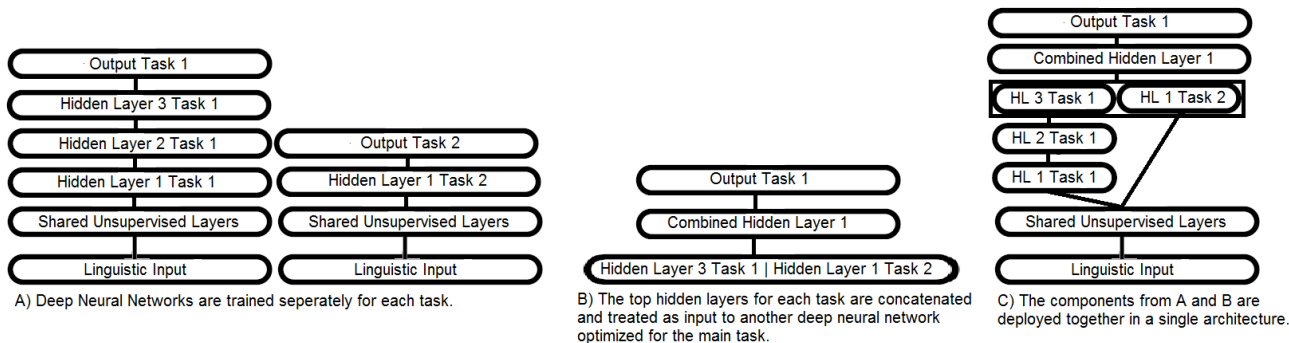 Output Task 1
Hidden Layer 3 Task 1
Hidden Layer 2 Task 1
Hidden Layer 1 Task 1
Shared Unsupervised Layers
Linguistic Input
Output Task 2
Hidden Layer 1 Task 2
Shared Unsupervised Layers
Linguistic Input
A) Deep Neural Networks are trained seperately for each task.
Output Task 1
Combined Hidden Layer 1
Hidden Layer 3 Task 1 | Hidden Layer 1 Task 2
B) The top hidden layers for each task are concatenated
and treated as input to another deep neural network
optimized for the main task.
Output Task 1
Combined Hidden Layer 1
HL 3 Task 1
HL 1 Task 2
HL 2 Task 1
HL 1 Task 1
Shared Unsupervised Layers
Linguistic Input
C) The components from A and B are
deployed together in a single architecture.